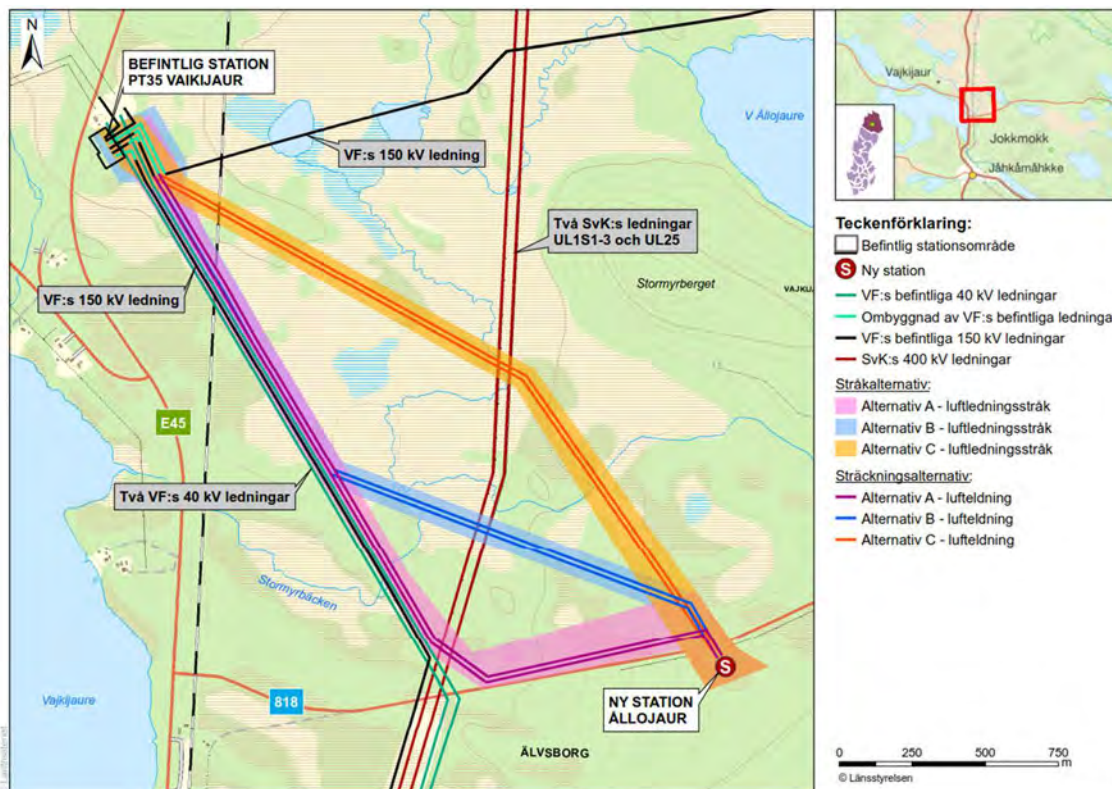 N
BEFINTLIG STATION
PT35 VAIKIJAUR
VF:s 150 kV ledning
V Ållojaure
Två SvK:s ledningar
UL1S1-3 och UL25
Stormyrberget
VF:s 150 kV ledning
E45
Två VF:s 40 kV ledningar
Stormyrbäcken
Vajkijaure
818
NY STATION
ÅLLOJAUR
S
ÄLVSBORG
Lantmäteriet
Vajkijaur
Jokkmokk
Jåhkåmåhkke
Teckenförklaring:
Befintlig stationsområde
S Ny station
VF:s befintliga 40 kV ledningar
Ombyggnad av VF:s befintliga ledninga
VF:s befintliga 150 kV ledningar
SvK:s 400 kV ledningar
Stråkalternativ:
Alternativ A - luftledningsstråk
Alternativ B - luftledningsstråk
Alternativ C - luftledningsstråk
Sträckningsalternativ:
Alternativ A - lufteldning
Alternativ B - lufteldning
Alternativ C - lufteldning
0 250 500 750
m
© Länsstyrelsen